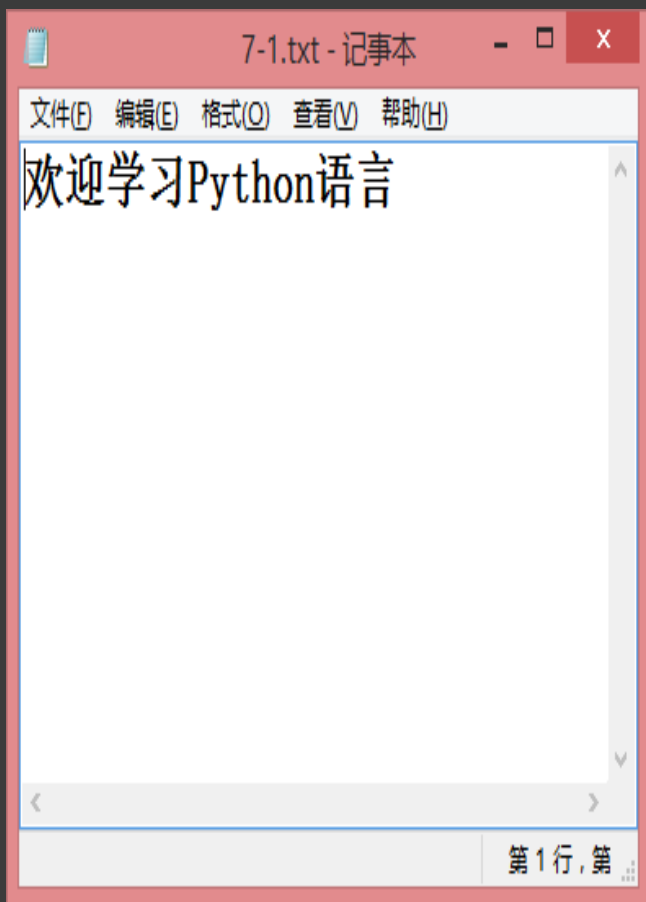 7-1.txt - 记事本
文件(F) 编辑(E) 格式(O) 查看(V) 帮助(H)
欢迎学习Python语言
第 1 行 , 第